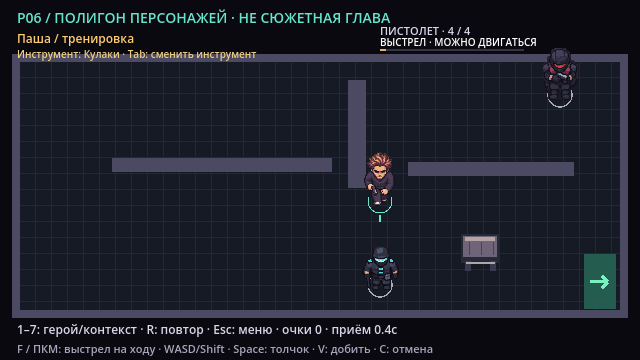 P06 / ПОЛИГОН ПЕРСОНАЖЕЙ · НЕ СЮЖЕТНАЯ ГЛАВА
Паша / тренировка
ПИСТОЛЕТ · 4 / 4
ВЫСТРЕЛ · МОЖНО ДВИГАТЬСЯ
Инструмент: Кулаки · Tab: сменить инструмент
1–7: герой/контекст · R: повтор · Esc: меню · очки 0 · приём 0.4с
F / ПКМ: выстрел на ходу · WASD/Shift · Space: толчок · V: добить · C: отмена